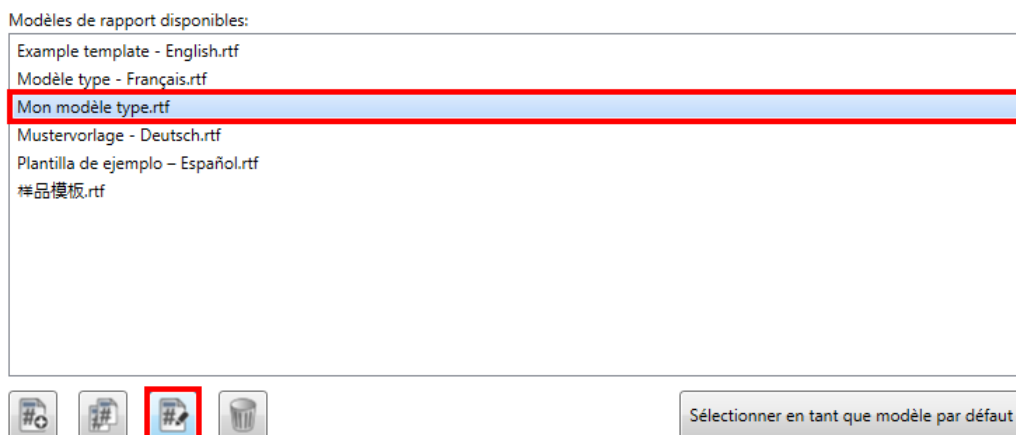 Modèles de rapport disponibles:
Example template - English.rtf
Modèle type - Français.rtf
Mon modèle type.rtf
Mustervorlage - Deutsch.rtf
Plantilla de ejemplo – Español.rtf
样品模板.rtf
Sélectionner en tant que modèle par défaut